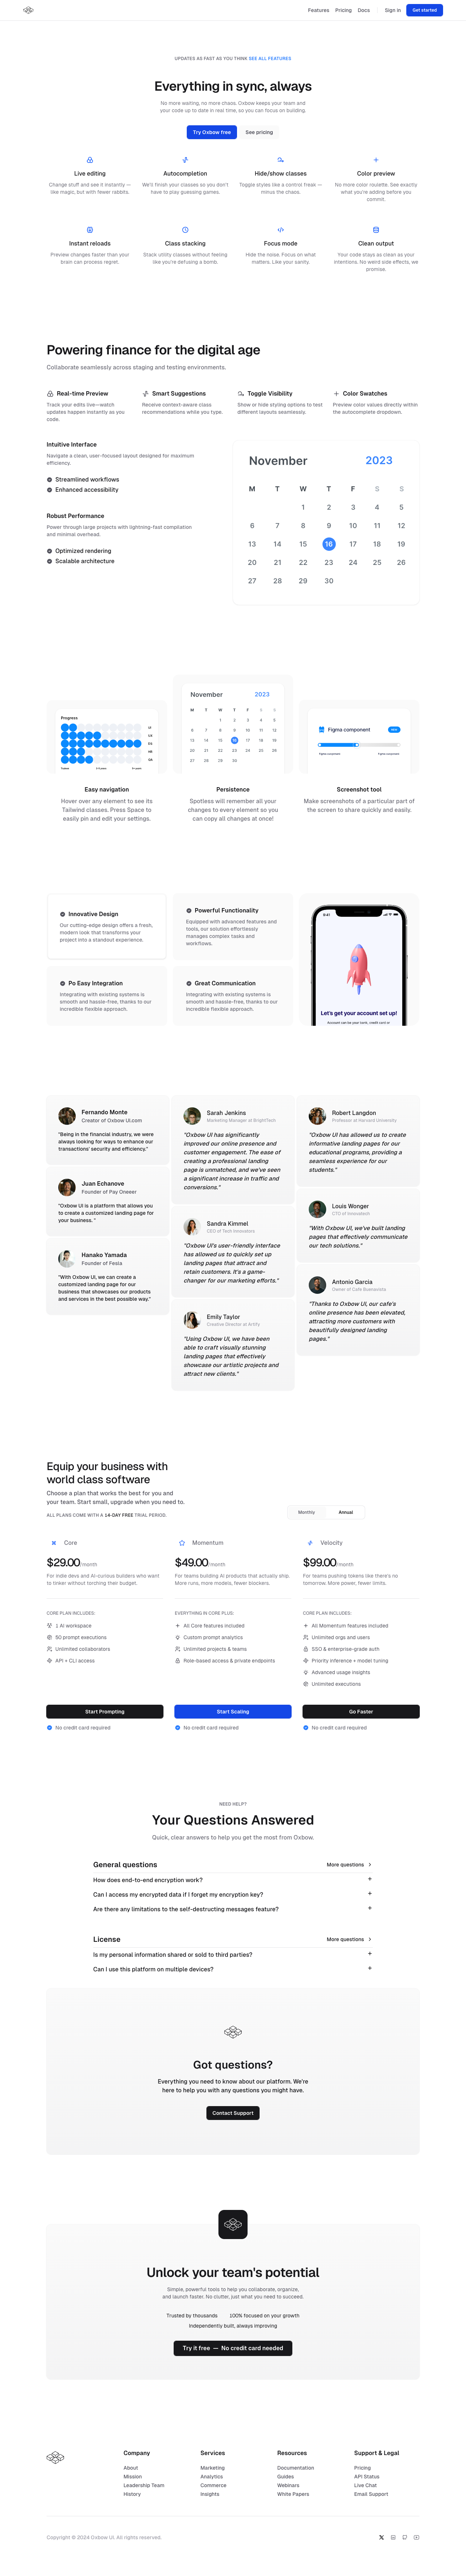 Features Pricing Docs Sign in Get started
UPDATES AS FAST AS YOU THINK SEE ALL FEATURES
Everything in sync, always
No more waiting, no more chaos. Oxbow keeps your team and
your code up to date in real time, so you can focus on building.
Try Oxbow free See pricing
Live editing
Change stuff and see it instantly —
like magic, but with fewer rabbits.
Autocompletion
We'll finish your classes so you don't
have to play guessing games.
Hide/show classes
Toggle styles like a control freak —
minus the chaos.
Color preview
No more color roulette. See exactly
what you're adding before you
commit.
Instant reloads
Preview changes faster than your
brain can process regret.
Class stacking
Stack utility classes without feeling
like you're defusing a bomb.
Focus mode
Hide the noise. Focus on what
matters. Like your sanity.
Clean output
Your code stays as clean as your
intentions. No weird side effects, we
promise.
Powering finance for the digital age
Collaborate seamlessly across staging and testing environments.
Real-time Preview
Track your edits live—watch
updates happen instantly as you
code.
Smart Suggestions
Receive context-aware class
recommendations while you type.
Toggle Visibility
Show or hide styling options to test
different layouts seamlessly.
Color Swatches
Preview color values directly within
the autocomplete dropdown.
Intuitive Interface
Navigate a clean, user-focused layout designed for maximum
efficiency.
Streamlined workflows
Enhanced accessibility
Robust Performance
Power through large projects with lightning-fast compilation
and minimal overhead.
Optimized rendering
Scalable architecture
November 2023
M T W T F S S
1 2 3 4 5
6 7 8 9 10 11 12
13 14 15 16 17 18 19
20 21 22 23 24 25 26
27 28 29 30
Progress
Easy navigation
Hover over any element to see its
Tailwind classes. Press Space to
easily pin and edit your settings.
November 2023
M T W T F S S
1 2 3 4 5
6 7 8 9 10 11 12
13 14 15 16 17 18 19
20 21 22 23 24 25 26
27 28 29 30
Persistence
Spotless will remember all your
changes to every element so you
can copy all changes at once!
Figma component
Figma component Figma component
Screenshot tool
Make screenshots of a particular part of
the screen to share quickly and easily.
Innovative Design
Our cutting-edge design offers a fresh,
modern look that transforms your
project into a standout experience.
Powerful Functionality
Equipped with advanced features and
tools, our solution effortlessly
manages complex tasks and
workflows.
Po Easy Integration
Integrating with existing systems is
smooth and hassle-free, thanks to our
incredible flexible approach.
Great Communication
Integrating with existing systems is
smooth and hassle-free, thanks to our
incredible flexible approach.
9:41
Let's get your account set up!
Account can be your bank, credit card or
Fernando Monte
Creator of Oxbow UI.com
"Being in the financial industry, we were
always looking for ways to enhance our
transactions' security and efficiency."
Juan Echanove
Founder of Pay Oneeer
"Oxbow UI is a platform that allows you
to create a customized landing page for
your business. "
Hanako Yamada
Founder of Festa
"With Oxbow UI, we can create a
customized landing page for our
business that showcases our products
and services in the best possible way."
Sarah Jenkins
Marketing Manager at BrightTech
"Oxbow UI has significantly
improved our online presence and
customer engagement. The ease of
creating a professional landing
page is unmatched, and we've seen
a significant increase in traffic and
conversions."
Sandra Kimmel
CEO of Tech Innovators
"Oxbow UI's user-friendly interface
has allowed us to quickly set up
landing pages that attract and
retain customers. It's a game-
changer for our marketing efforts."
Emily Taylor
Creative Director at Artify
"Using Oxbow UI, we have been
able to craft visually stunning
landing pages that effectively
showcase our artistic projects and
attract new clients."
Robert Langdon
Professor at Harvard University
"Oxbow UI has allowed us to create
informative landing pages for our
educational programs, providing a
seamless experience for our
students."
Louis Wonger
CTO of Innovatech
"With Oxbow UI, we've built landing
pages that effectively communicate
our tech solutions."
Antonio Garcia
Owner of Cafe Buenavista
"Thanks to Oxbow UI, our cafe's
online presence has been elevated,
attracting more customers with
beautifully designed landing
pages."
Equip your business with
world class software
Choose a plan that works the best for you and
your team. Start small, upgrade when you need to.
ALL PLANS COME WITH A 14-DAY FREE TRIAL PERIOD.
Monthly Annual
Core
$29.00/month
For indie devs and AI-curious builders who want
to tinker without torching their budget.
CORE PLAN INCLUDES:
1 AI workspace
50 prompt executions
Unlimited collaborators
API + CLI access
Start Prompting
No credit card required
Momentum
$49.00/month
For teams building AI products that actually ship.
More runs, more models, fewer blockers.
EVERYTHING IN CORE PLUS:
All Core features included
Custom prompt analytics
Unlimited projects & teams
Role-based access & private endpoints
Start Scaling
No credit card required
Velocity
$99.00/month
For teams pushing tokens like there's no
tomorrow. More power, fewer limits.
CORE PLAN INCLUDES:
All Momentum features included
Unlimited orgs and users
SSO & enterprise-grade auth
Priority inference + model tuning
Advanced usage insights
Unlimited executions
Go Faster
No credit card required
NEED HELP?
Your Questions Answered
Quick, clear answers to help you get the most from Oxbow.
General questions More questions
How does end-to-end encryption work?
Can I access my encrypted data if I forget my encryption key?
Are there any limitations to the self-destructing messages feature?
License More questions
Is my personal information shared or sold to third parties?
Can I use this platform on multiple devices?
Got questions?
Everything you need to know about our platform. We're
here to help you with any questions you might have.
Contact Support
Unlock your team's potential
Simple, powerful tools to help you collaborate, organize,
and launch faster. No clutter, just what you need to succeed.
Trusted by thousands 100% focused on your growth
Independently built, always improving
Try it free — No credit card needed
Company
About
Mission
Leadership Team
History
Services
Marketing
Analytics
Commerce
Insights
Resources
Documentation
Guides
Webinars
White Papers
Support & Legal
Pricing
API Status
Live Chat
Email Support
Copyright © 2024 Oxbow UI. All rights reserved.